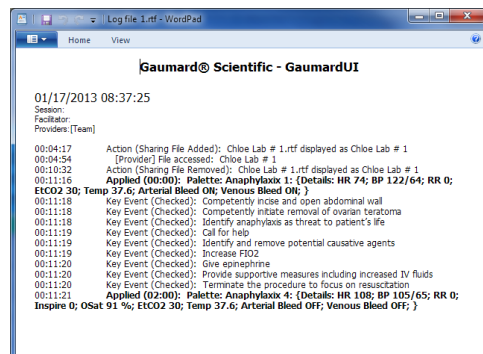 Log file 1.rtf - WordPad
Home View
Gaumard® Scientific - GaumardUI
01/17/2013 08:37:25
Session:
Facilitator:
Providers:[Team]
00:04:17 Action (Sharing File Added): Chloe Lab # 1.rtf displayed as Chloe Lab # 1
00:04:54 [Provider] File accessed: Chloe Lab # 1
00:10:32 Action (Sharing File Removed): Chloe Lab # 1.rtf displayed as Chloe Lab # 1
00:11:16 Applied (00:00): Palette: Anaphylaxix 1: {Details: HR 74; BP 122/64; RR 0;
EtCO2 30; Temp 37.6; Arterial Bleed ON; Venous Bleed ON; }
00:11:18 Key Event (Checked): Competently incise and open abdominal wall
00:11:18 Key Event (Checked): Competently initiate removal of ovarian teratoma
00:11:18 Key Event (Checked): Identify anaphylaxis as threat to patient's life
00:11:19 Key Event (Checked): Call for help
00:11:19 Key Event (Checked): Identify and remove potential causative agents
00:11:19 Key Event (Checked): Increase FIO2
00:11:20 Key Event (Checked): Give epinephrine
00:11:20 Key Event (Checked): Provide supportive measures including increased IV fluids
00:11:20 Key Event (Checked): Terminate the procedure to focus on resuscitation
00:11:21 Applied (02:00): Palette: Anaphylaxix 4: {Details: HR 108; BP 105/65; RR 0;
Inspire 0; OSat 91 %; EtCO2 30; Temp 37.6; Arterial Bleed OFF; Venous Bleed OFF; }